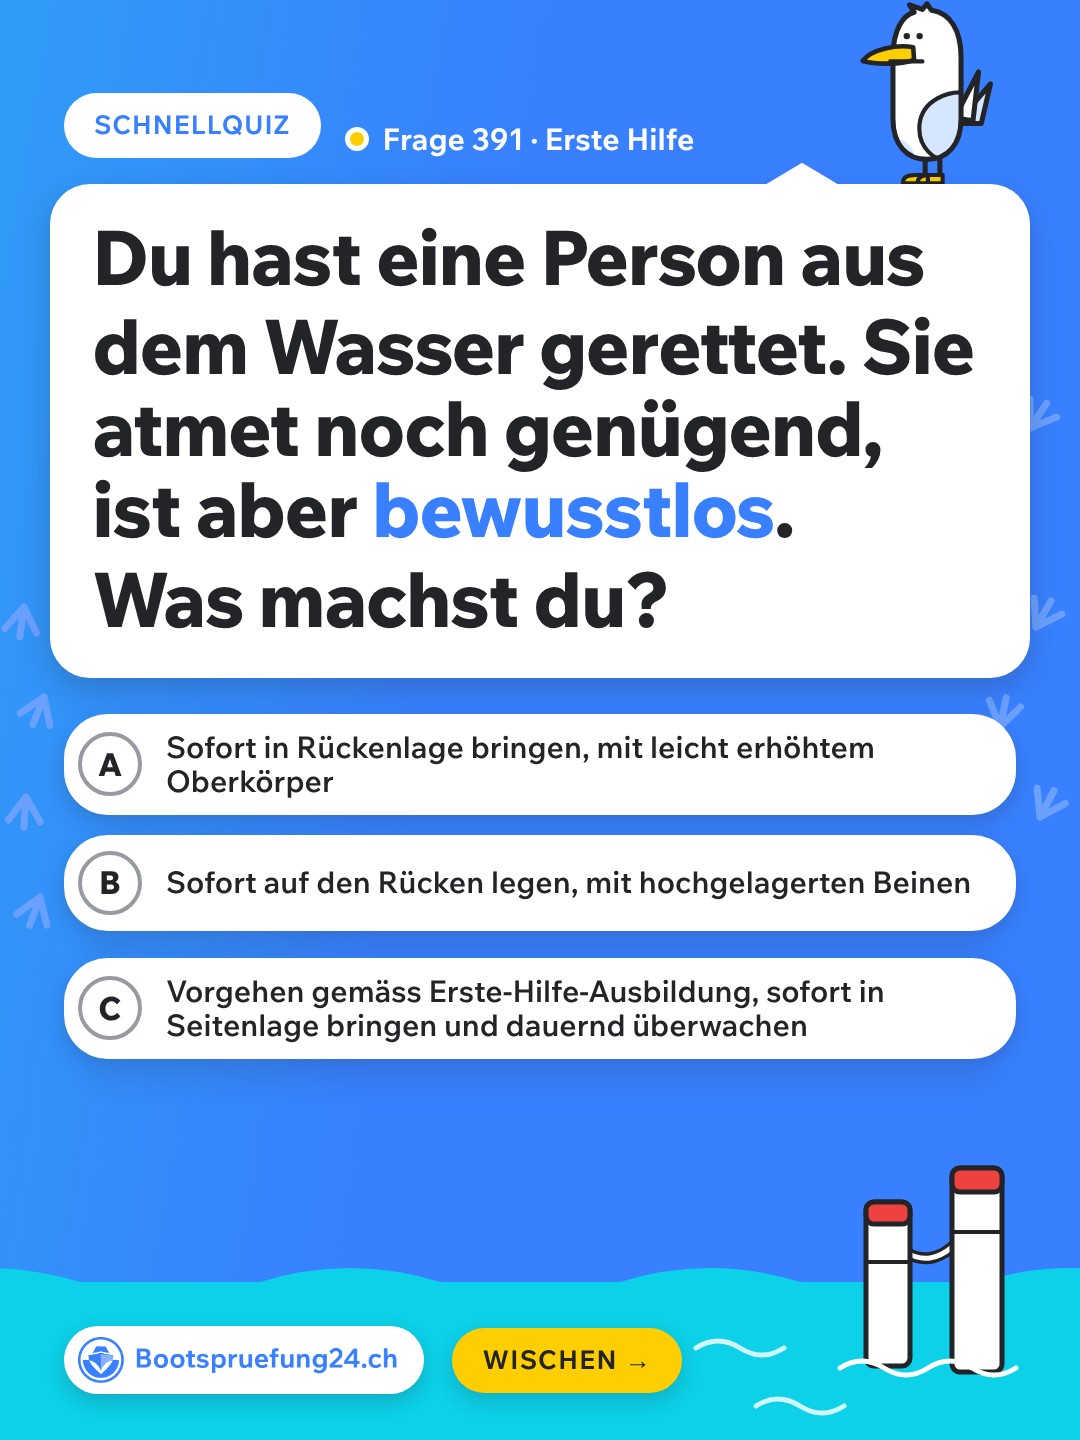 SCHNELLQUIZ
Frage 391 · Erste Hilfe
Du hast eine Person aus
dem Wasser gerettet. Sie
atmet noch genügend,
ist aber bewusstlos.
Was machst du?
A
Sofort in Rückenlage bringen, mit leicht erhöhtem
Oberkörper
B
Sofort auf den Rücken legen, mit hochgelagerten Beinen
C
Vorgehen gemäss Erste-Hilfe-Ausbildung, sofort in
Seitenlage bringen und dauernd überwachen
Bootspruefung24.ch
WISCHEN →